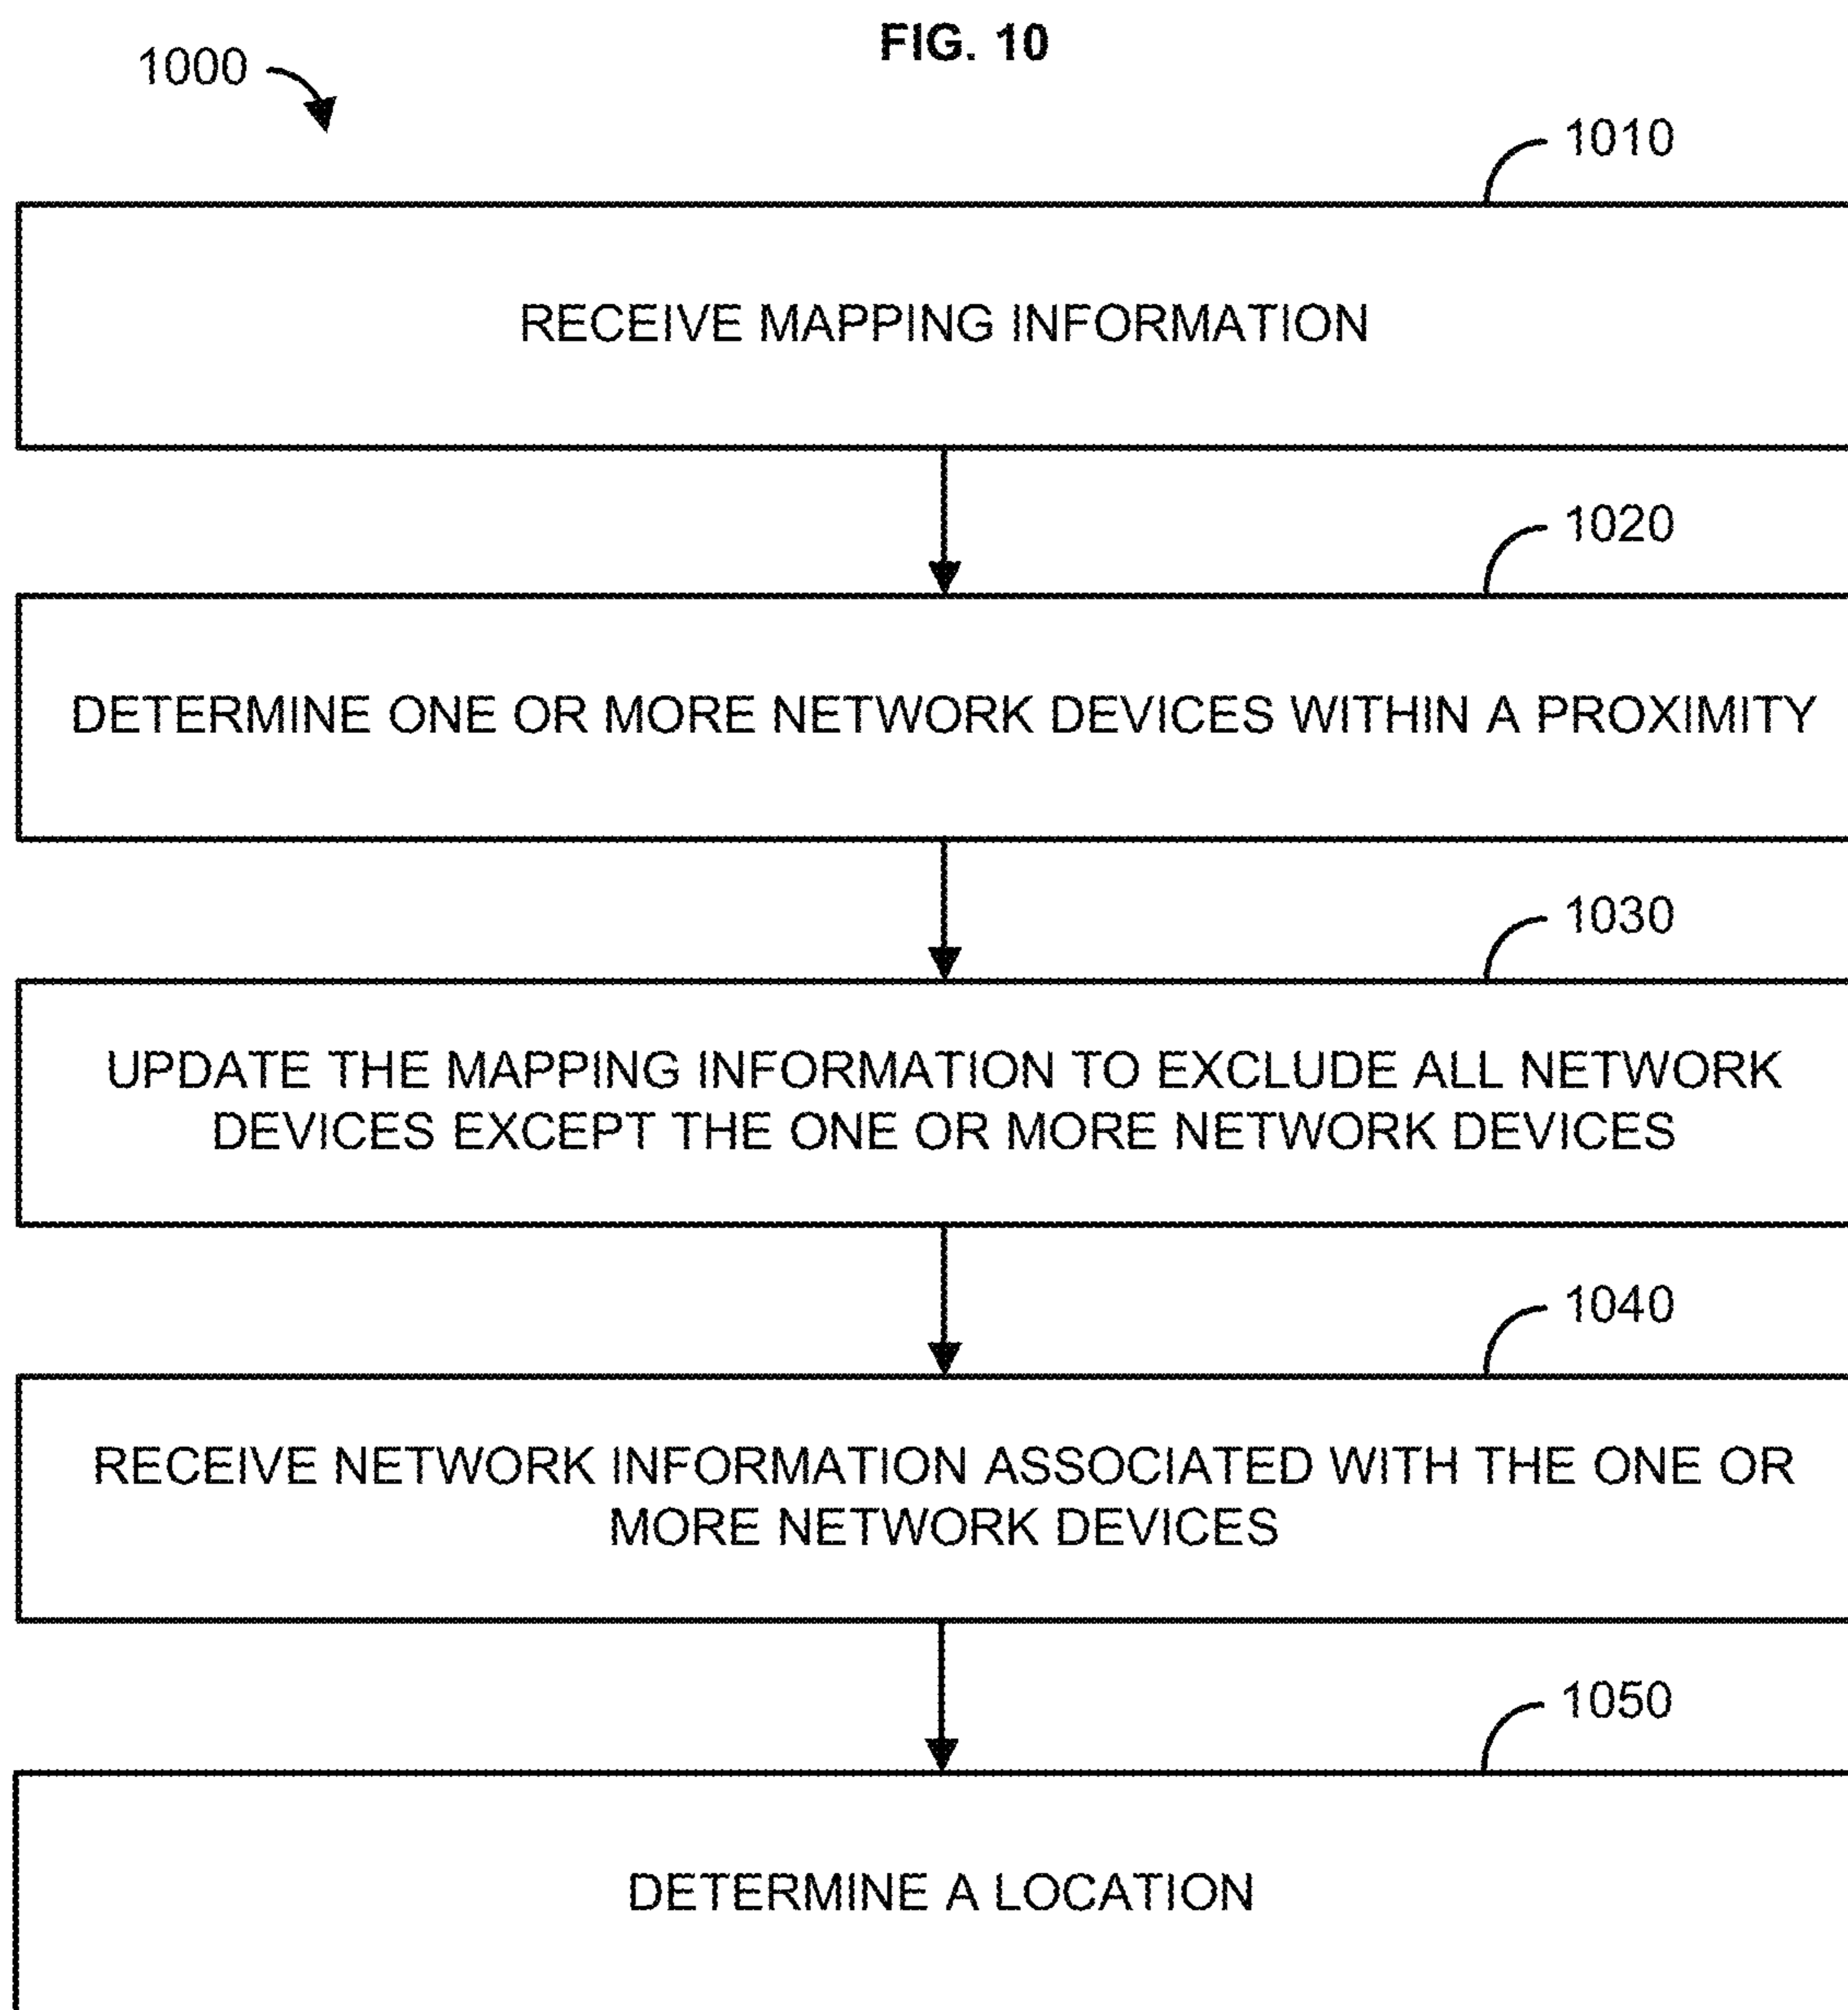 FIG. 10
1000
1010
RECEIVE MAPPING INFORMATION
1020
DETERMINE ONE OR MORE NETWORK DEVICES WITHIN A PROXIMITY
1030
UPDATE THE MAPPING INFORMATION TO EXCLUDE ALL NETWORK
DEVICES EXCEPT THE ONE OR MORE NETWORK DEVICES
1040
RECEIVE NETWORK INFORMATION ASSOCIATED WITH THE ONE OR
MORE NETWORK DEVICES
1050
DETERMINE A LOCATION